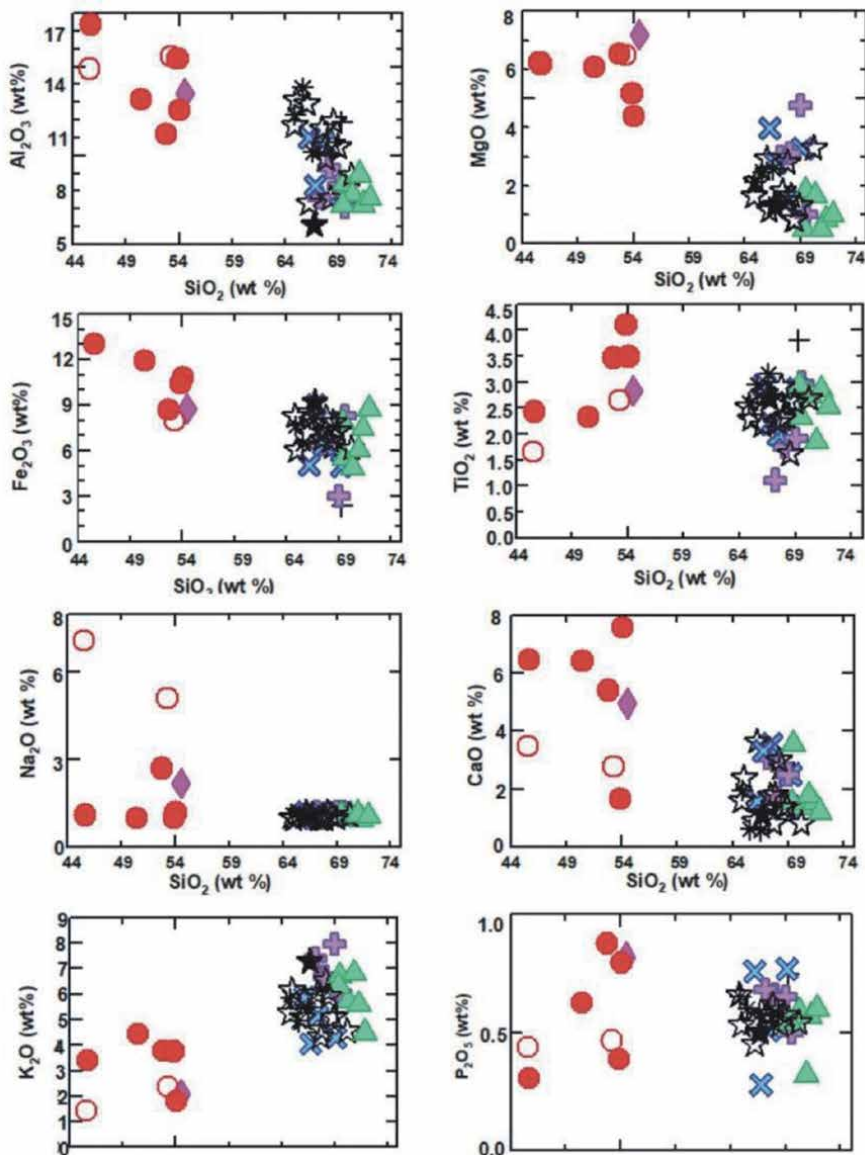 17
14
11
8
5
Al₂O₃ (wt%)
44 49 54 59 64 69 74
SiO₂ (wt %)
8
6
4
2
0
MgO (wt%)
44 49 54 59 64 69 74
SiO₂ (wt %)
15
12
9
6
3
0
Fe₂O₃ (wt%)
44 49 54 59 64 69 74
SiO₂ (wt %)
4.5
4.0
3.5
3.0
2.5
2.0
1.5
1.0
0.5
0.0
TiO₂ (wt%)
44 49 54 59 64 69 74
SiO₂ (wt %)
8
6
3
0
Na₂O (wt %)
44 49 54 59 64 69 74
SiO₂ (wt %)
8
6
4
2
0
CaO (wt %)
44 49 54 59 64 69 74
SiO₂ (wt %)
9
8
7
6
5
4
3
2
1
0
K₂O (wt%)
1.0
0.5
0.0
P₂O₅ (wt%)